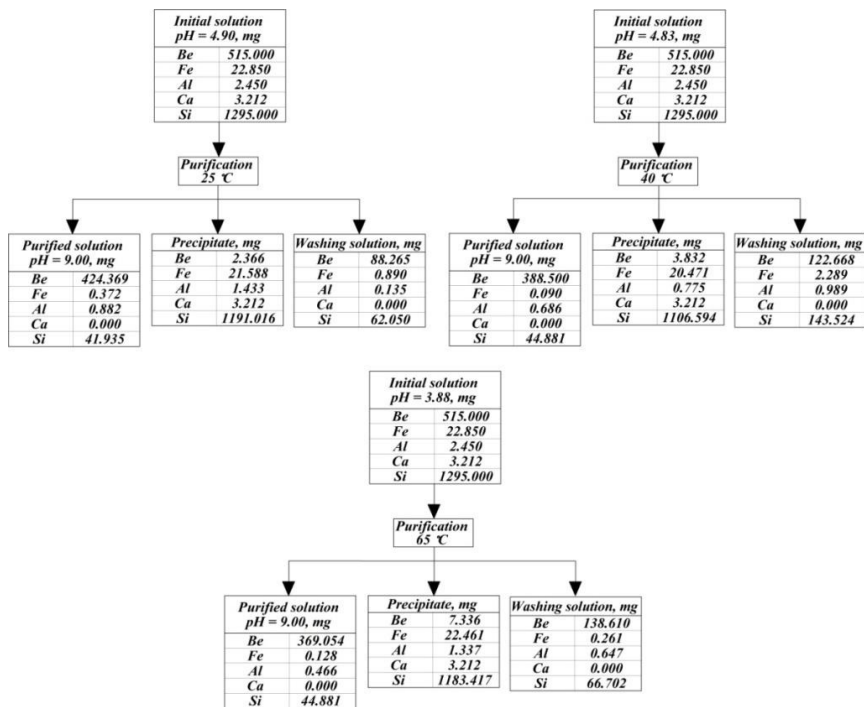 Initial solution
pH = 4.90, mg
Be 515.000
Fe 22.850
Al 2.450
Ca 3.212
Si 1295.000
Purification
25 °C
Purified solution
pH = 9.00, mg
Be 424.369
Fe 0.372
Al 0.882
Ca 0.000
Si 41.935
Precipitate, mg
Be 2.366
Fe 21.588
Al 1.433
Ca 3.212
Si 1191.016
Washing solution, mg
Be 88.265
Fe 0.890
Al 0.135
Ca 0.000
Si 62.050
Initial solution
pH = 4.83, mg
Be 515.000
Fe 22.850
Al 2.450
Ca 3.212
Si 1295.000
Purification
40 °C
Purified solution
pH = 9.00, mg
Be 388.500
Fe 0.090
Al 0.686
Ca 0.000
Si 44.881
Precipitate, mg
Be 3.832
Fe 20.471
Al 0.775
Ca 3.212
Si 1106.594
Washing solution, mg
Be 122.668
Fe 2.289
Al 0.989
Ca 0.000
Si 143.524
Initial solution
pH = 3.88, mg
Be 515.000
Fe 22.850
Al 2.450
Ca 3.212
Si 1295.000
Purification
65 °C
Purified solution
pH = 9.00, mg
Be 369.054
Fe 0.128
Al 0.466
Ca 0.000
Si 44.881
Precipitate, mg
Be 7.336
Fe 22.461
Al 1.337
Ca 3.212
Si 1183.417
Washing solution, mg
Be 138.610
Fe 0.261
Al 0.647
Ca 0.000
Si 66.702